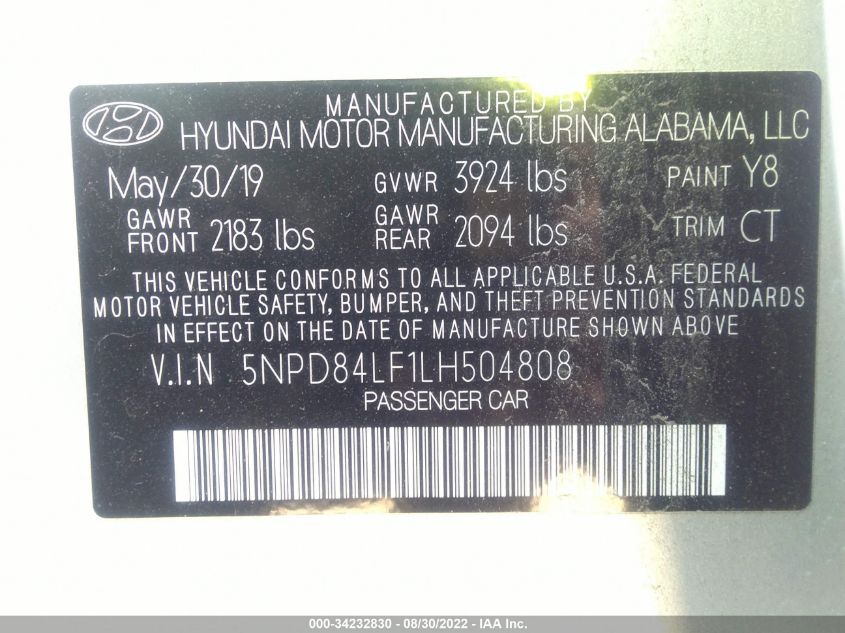 MANUFACTURED BY
HYUNDAI MOTOR MANUFACTURING ALABAMA, LLC
May/30/19 GVWR 3924 lbs PAINT Y8
GAWR FRONT 2183 lbs GAWR REAR 2094 lbs TRIM CT
THIS VEHICLE CONFORMS TO ALL APPLICABLE U.S.A. FEDERAL
MOTOR VEHICLE SAFETY, BUMPER, AND THEFT PREVENTION STANDARDS
IN EFFECT ON THE DATE OF MANUFACTURE SHOWN ABOVE
V.I.N 5NPD84LF1LH504808
PASSENGER CAR
000-34232830 - 08/30/2022 - IAA Inc.